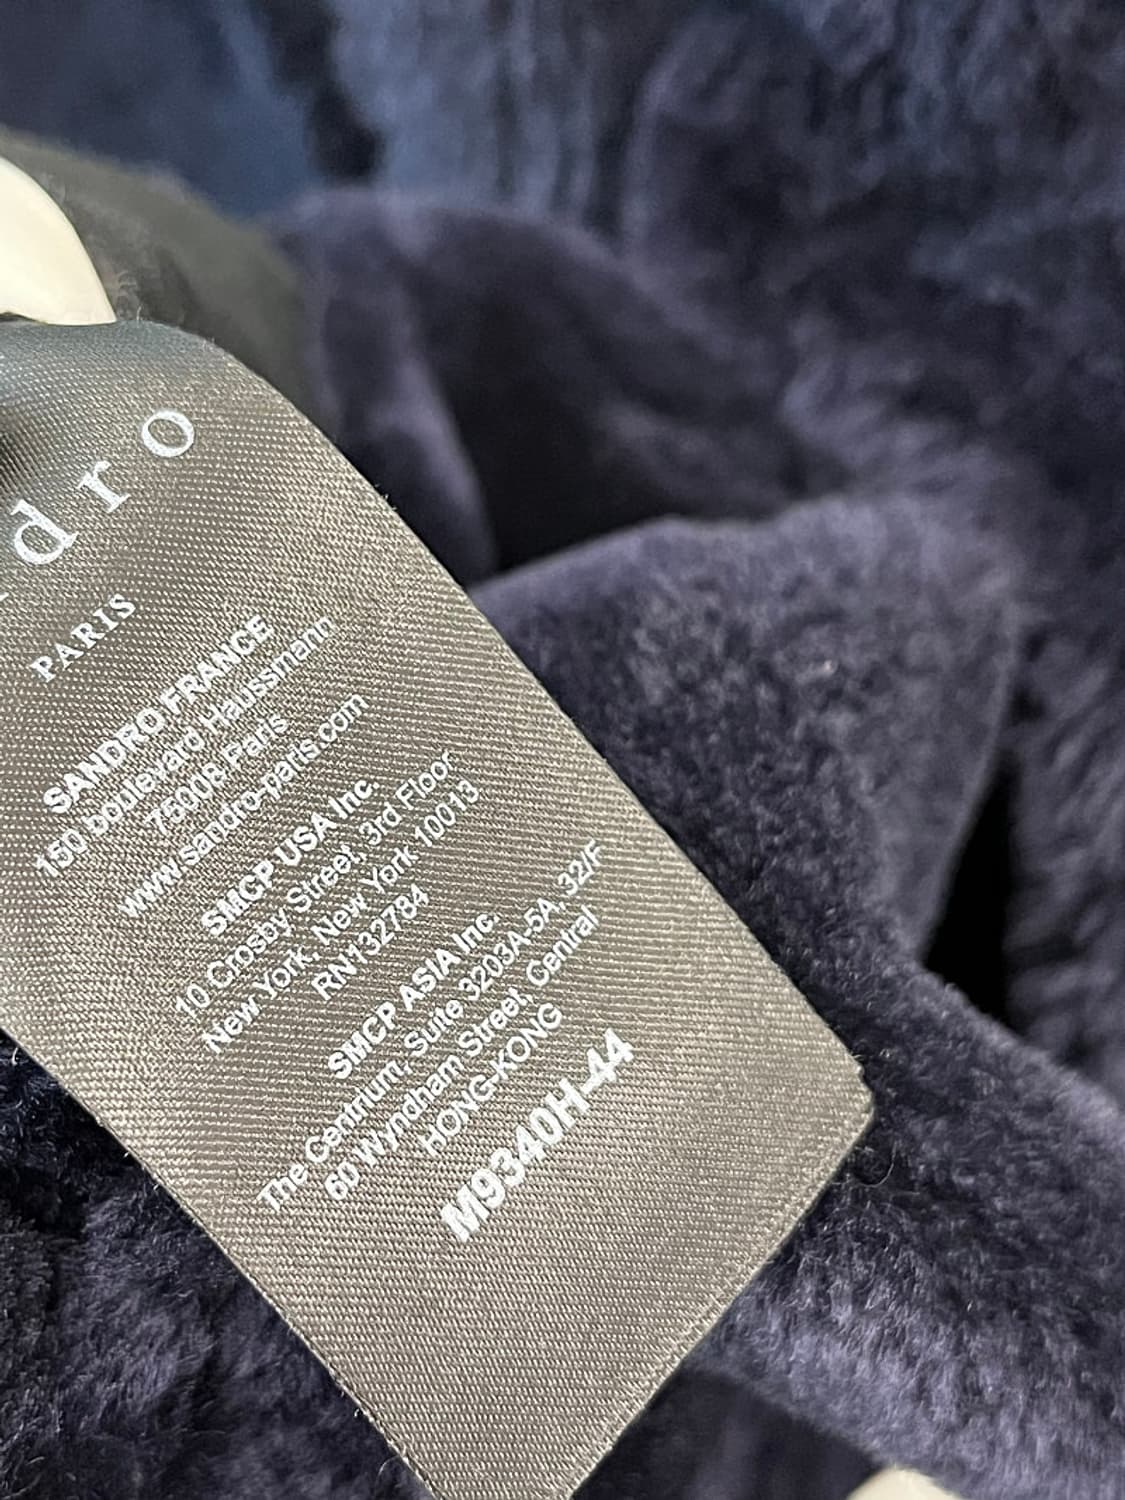 dro
PARIS
SANDRO FRANCE
150 boulevard Haussmann
75008 Paris
www.sandro-paris.com
SMCP USA Inc
10 Crosby Street, 3rd Floor
New York, New York 10013
RN132784
SMCP ASIA Inc.
The Centrium, Suite 3203A-5A, 32/F
60 Wyndham Street, Central
HONG-KONG
M9340H-44